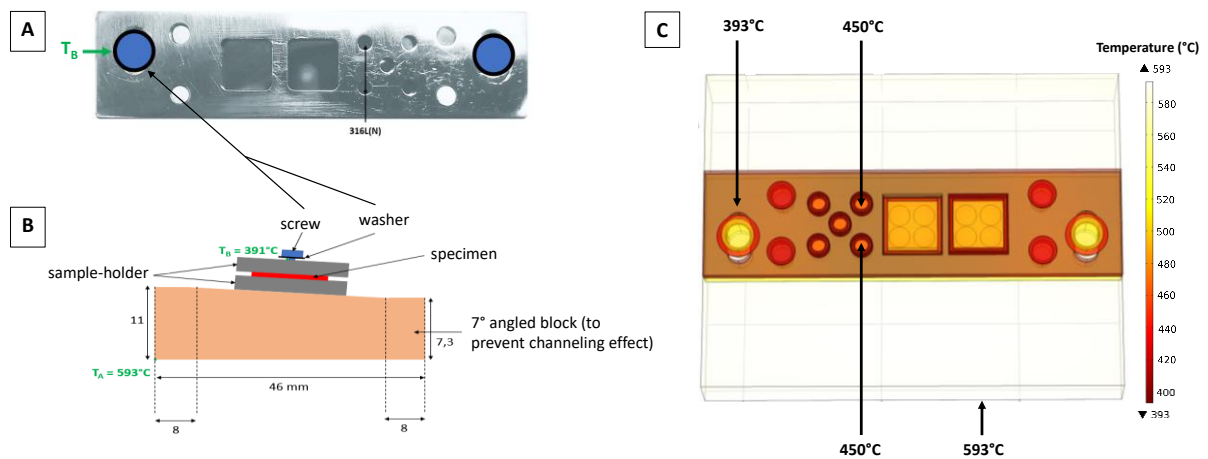 A
T_B
316L(N)
B
screw
washer
T_B = 391°C
specimen
sample-holder
11
7° angled block (to
prevent channeling effect)
7,3
T_A = 593°C
46 mm
8
8
C
393°C
450°C
Temperature (°C)
▲ 593
580
560
540
520
500
480
460
440
420
400
▼ 393
450°C
593°C